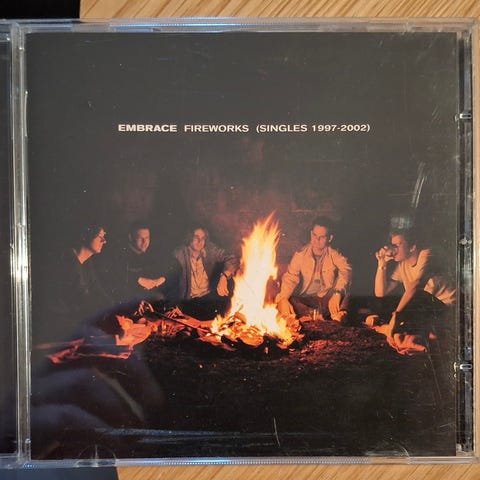 EMBRACE FIREWORKS (SINGLES 1997-2002)